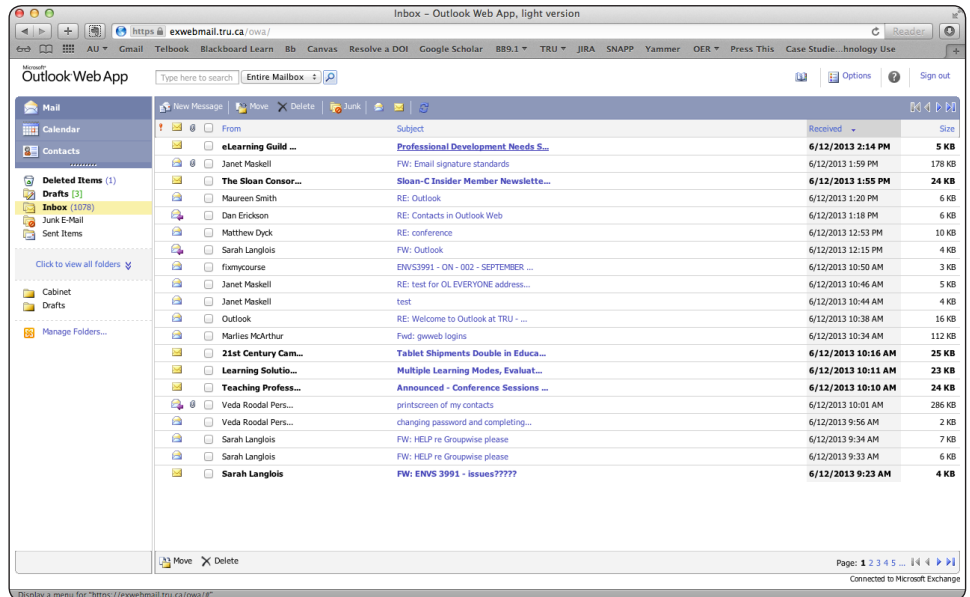 Inbox – Outlook Web App, light version
https exwebmail.tru.ca/owa/ Reader
AU Gmail Telbook Blackboard Learn Bb Canvas Resolve a DOI Google Scholar 889.1 TRU JIRA SNAPP Yammer OER Press This Case Studie...hnology Use
Microsoft
Outlook Web App Type here to search Entire Mailbox Options Sign out
Mail New Message Move Delete Junk
Calendar From Subject Received Size
Contacts
Deleted Items (1)
Drafts [3]
Inbox (1078)
Junk E-Mail
Sent Items
Click to view all folders
Cabinet
Drafts
Manage Folders...
eLearning Guild ... Professional Development Needs S... 6/12/2013 2:14 PM 5 KB
Janet Maskell FW: Email signature standards 6/12/2013 1:59 PM 178 KB
The Sloan Consor... Sloan-C Insider Member Newslette... 6/12/2013 1:55 PM 24 KB
Maureen Smith RE: Outlook 6/12/2013 1:20 PM 6 KB
Dan Erickson RE: Contacts in Outlook Web 6/12/2013 1:18 PM 6 KB
Matthew Dyck RE: conference 6/12/2013 12:53 PM 10 KB
Sarah Langlois FW: Outlook 6/12/2013 12:15 PM 4 KB
fixmycourse ENVS3991 - ON - 002 - SEPTEMBER ... 6/12/2013 10:50 AM 3 KB
Janet Maskell RE: test for OL EVERYONE address... 6/12/2013 10:46 AM 5 KB
Janet Maskell test 6/12/2013 10:44 AM 4 KB
Outlook RE: Welcome to Outlook at TRU - ... 6/12/2013 10:38 AM 16 KB
Marlies McArthur Fwd: gwweb logins 6/12/2013 10:34 AM 112 KB
21st Century Cam... Tablet Shipments Double in Educa... 6/12/2013 10:16 AM 25 KB
Learning Solutio... Multiple Learning Modes, Evaluat... 6/12/2013 10:11 AM 23 KB
Teaching Profess... Announced - Conference Sessions ... 6/12/2013 10:10 AM 24 KB
Veda Roodal Pers... printscreen of my contacts 6/12/2013 10:01 AM 286 KB
Veda Roodal Pers... changing password and completing... 6/12/2013 9:56 AM 2 KB
Sarah Langlois FW: HELP re Groupwise please 6/12/2013 9:34 AM 7 KB
Sarah Langlois FW: HELP re Groupwise please 6/12/2013 9:33 AM 6 KB
Sarah Langlois FW: ENVS 3991 - issues????? 6/12/2013 9:23 AM 4 KB
Move Delete Page: 1 2 3 4 5 ...
Connected to Microsoft Exchange
Display a menu for "https://exwebmail.tru.ca/owa/#"